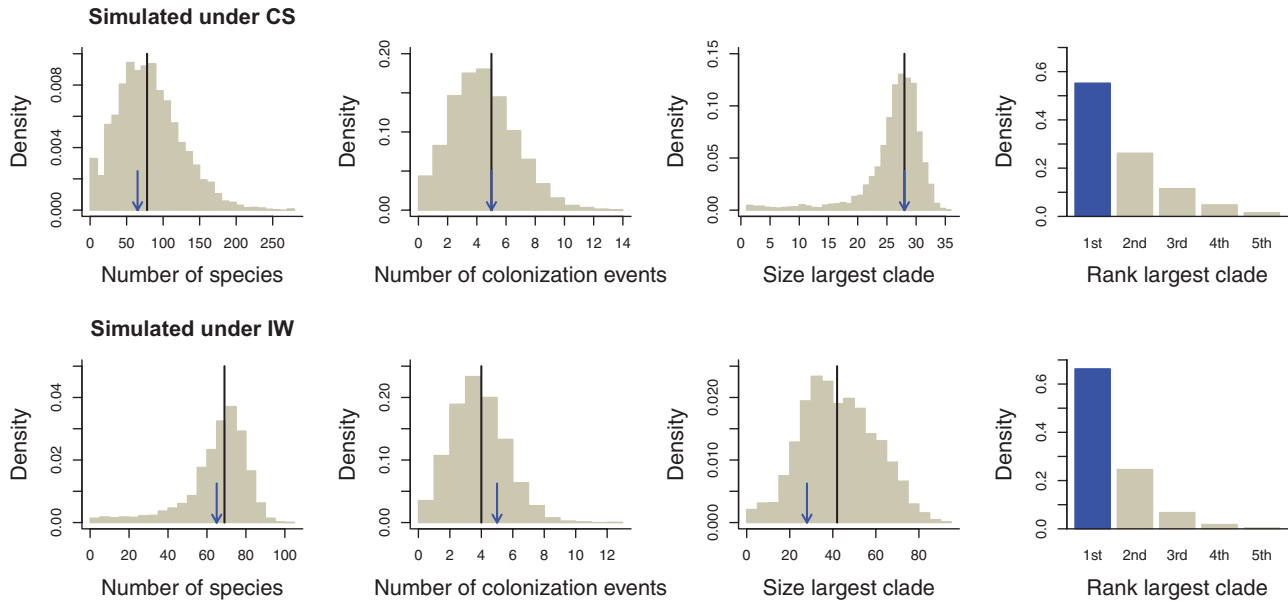 Simulated under CS
Density
0.000
0.004
0.008
0
50
100
150
200
250
Number of species
Density
0.00
0.10
0.20
0
2
4
6
8
10
12
14
Number of colonization events
Density
0.00
0.05
0.10
0.15
0
5
10
15
20
25
30
35
Size largest clade
Density
0.0
0.2
0.4
0.6
1st
2nd
3rd
4th
5th
Rank largest clade
Simulated under IW
Density
0.00
0.02
0.04
0
20
40
60
80
100
Number of species
Density
0.00
0.10
0.20
0
2
4
6
8
10
12
Number of colonization events
Density
0.000
0.010
0.020
0
20
40
60
80
Size largest clade
Density
0.0
0.2
0.4
0.6
1st
2nd
3rd
4th
5th
Rank largest clade